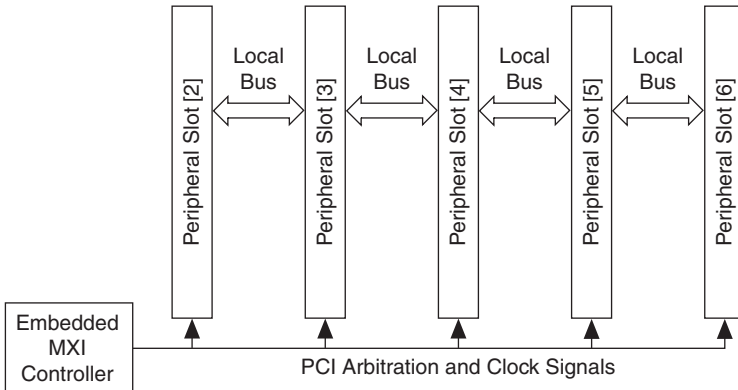 Local
Bus
Local
Bus
Local
Bus
Local
Bus
Peripheral Slot [2]
Peripheral Slot [3]
Peripheral Slot [4]
Peripheral Slot [5]
Peripheral Slot [6]
Embedded
MXI
Controller
PCI Arbitration and Clock Signals